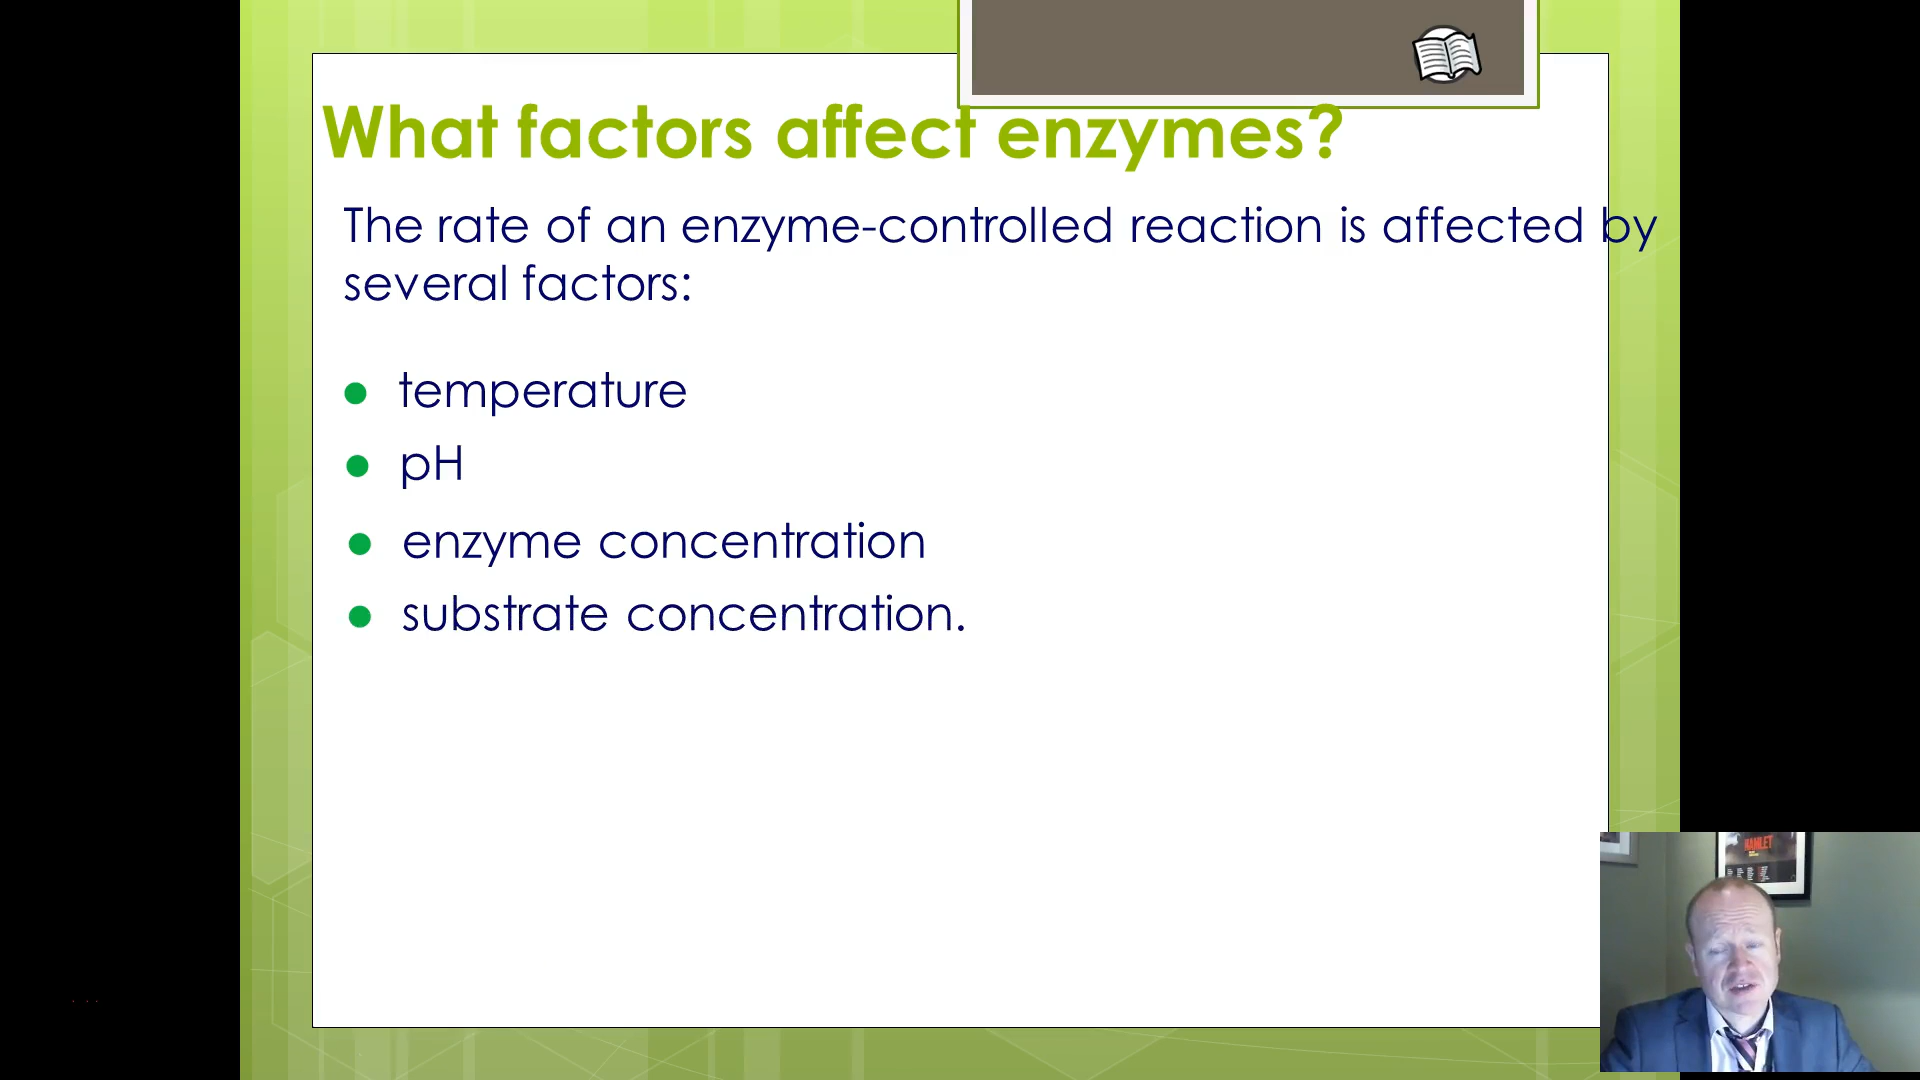 What factors affect enzymes?
The rate of an enzyme-controlled reaction is affected by
several factors:
● temperature
● pH
● enzyme concentration
● substrate concentration.
HAMLET